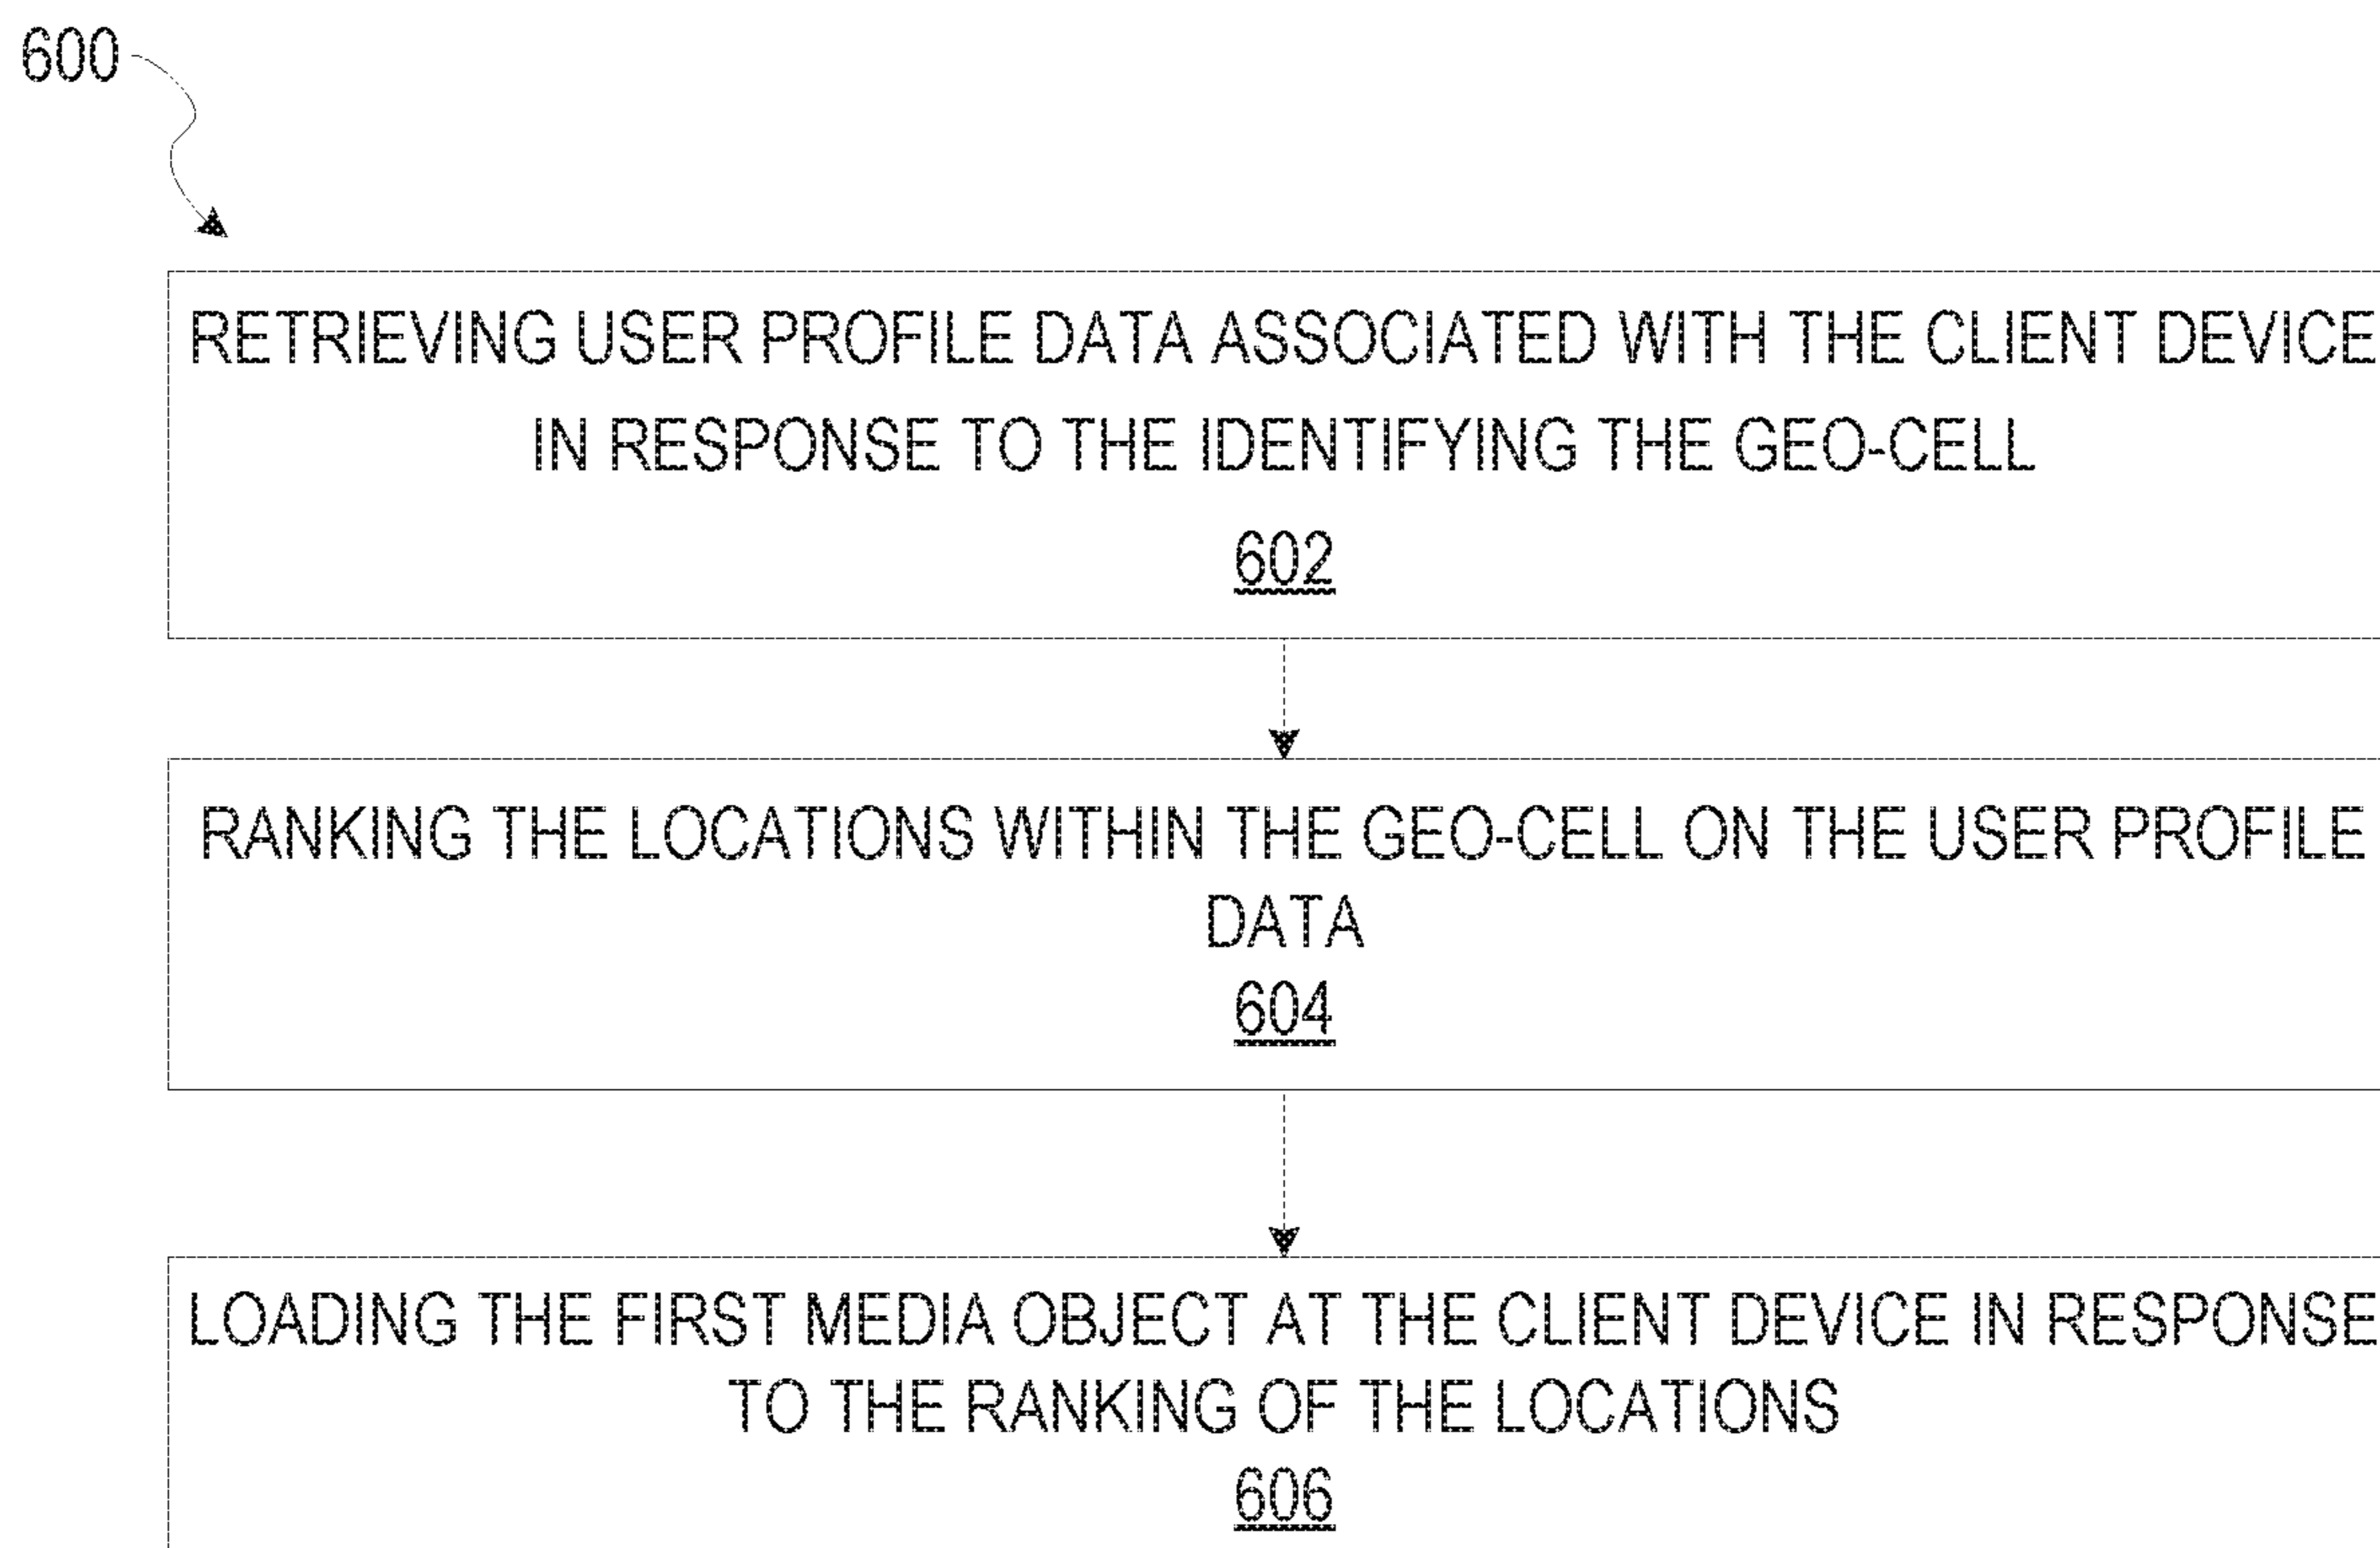 600
RETRIEVING USER PROFILE DATA ASSOCIATED WITH THE CLIENT DEVICE
IN RESPONSE TO THE IDENTIFYING THE GEO-CELL
602
RANKING THE LOCATIONS WITHIN THE GEO-CELL ON THE USER PROFILE
DATA
604
LOADING THE FIRST MEDIA OBJECT AT THE CLIENT DEVICE IN RESPONSE
TO THE RANKING OF THE LOCATIONS
606